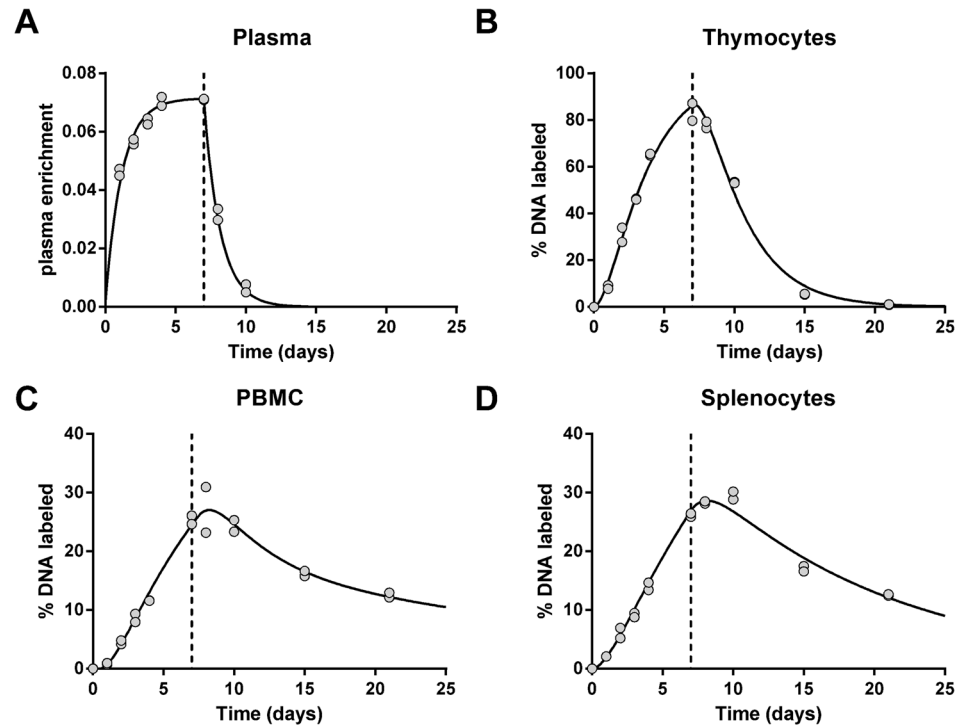 A
Plasma
plasma enrichment
0.08
0.06
0.04
0.02
0.00
0 5 10 15 20 25
Time (days)
B
Thymocytes
% DNA labeled
100
80
60
40
20
0
0 5 10 15 20 25
Time (days)
C
PBMC
% DNA labeled
40
30
20
10
0
0 5 10 15 20 25
Time (days)
D
Splenocytes
% DNA labeled
40
30
20
10
0
0 5 10 15 20 25
Time (days)